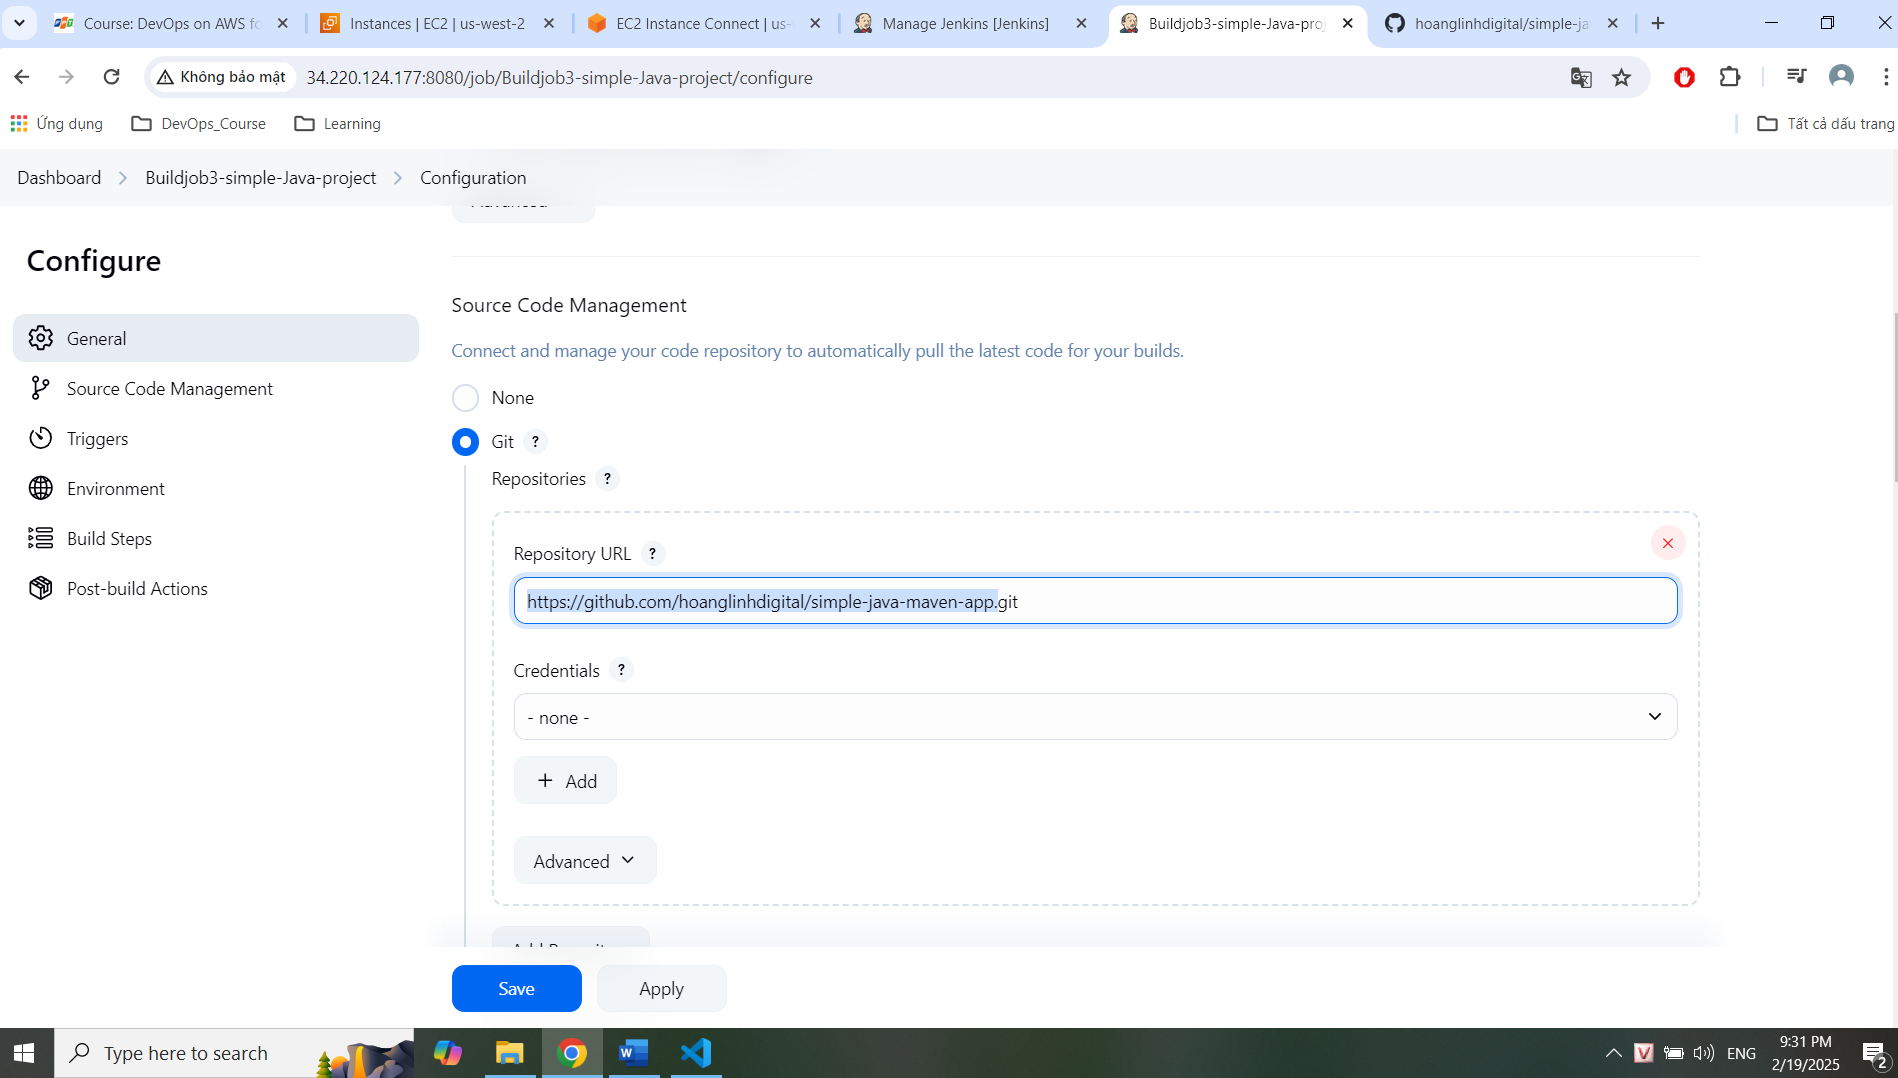 Course: DevOps on AWS fo
Instances | EC2 | us-west-2
EC2 Instance Connect | us-
Manage Jenkins [Jenkins]
Buildjob3-simple-Java-proj
hoanglinhdigital/simple-ja
Không bảo mật
34.220.124.177:8080/job/Buildjob3-simple-Java-project/configure
Ứng dụng
DevOps_Course
Learning
Tất cả dấu trang
Dashboard
Buildjob3-simple-Java-project
Configuration
Advanced
Configure
General
Source Code Management
Triggers
Environment
Build Steps
Post-build Actions
Source Code Management
Connect and manage your code repository to automatically pull the latest code for your builds.
None
Git ?
Repositories ?
Repository URL ?
https://github.com/hoanglinhdigital/simple-java-maven-app.git
Credentials ?
- none -
+ Add
Advanced
Save
Apply
Type here to search
ENG
9:31 PM
2/19/2025
2